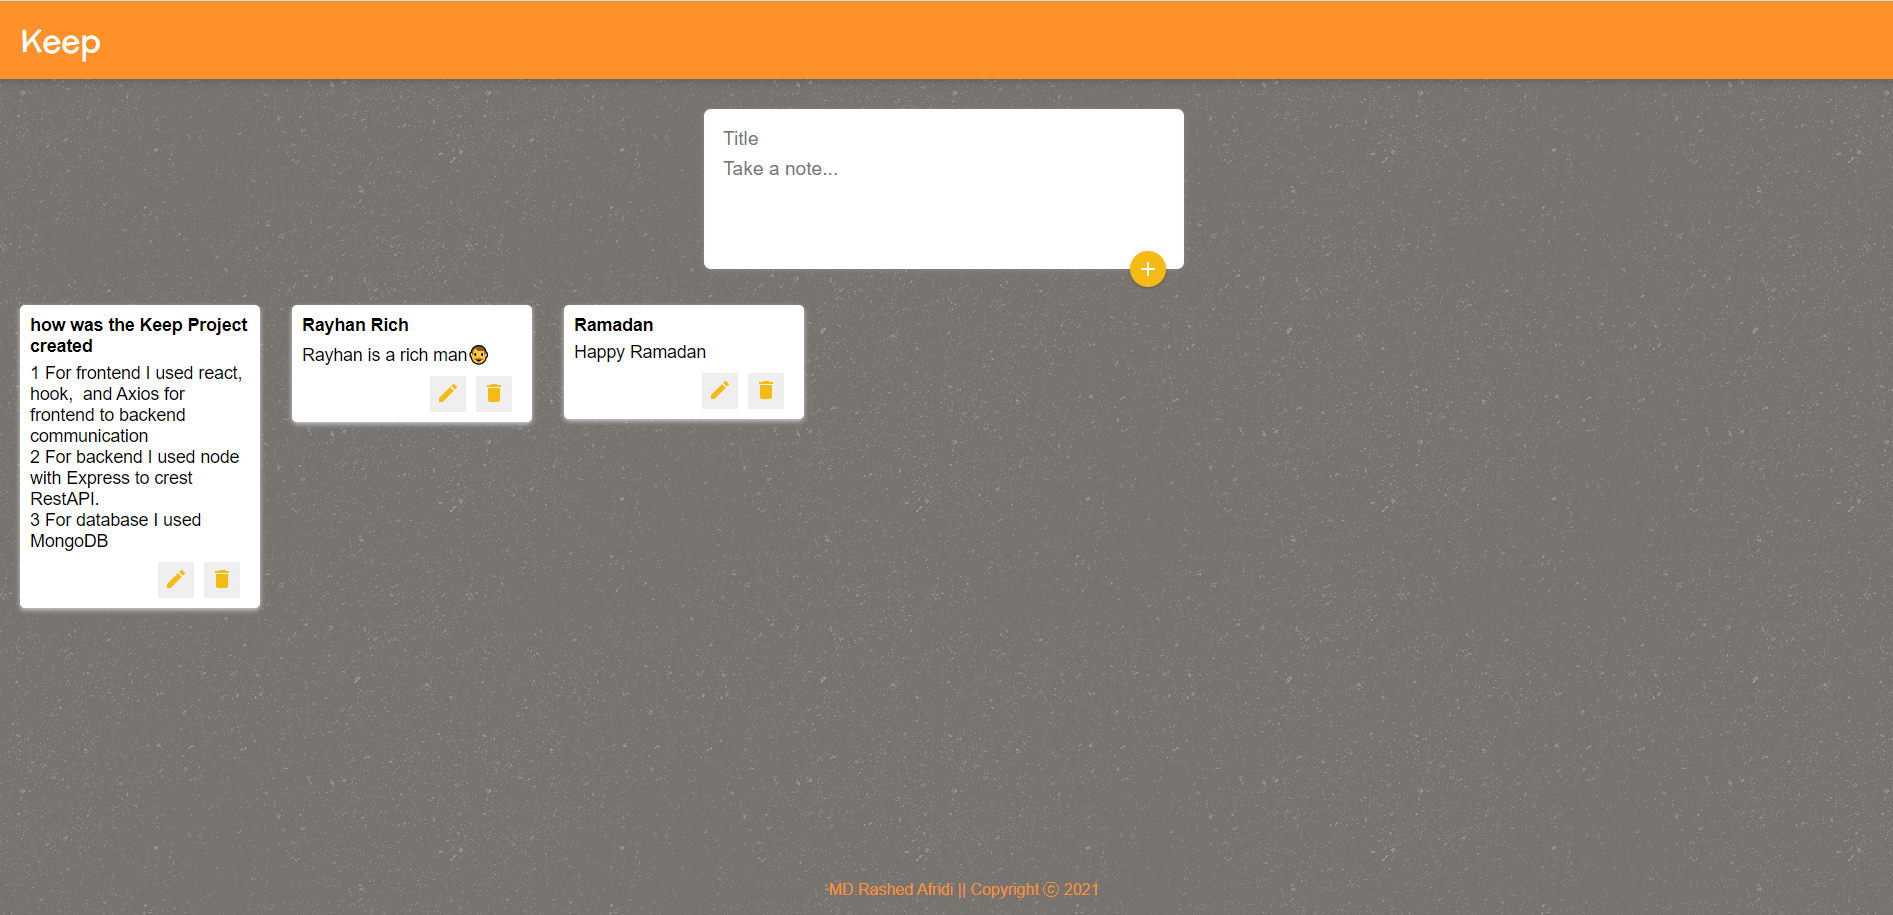 Keep
Title
Take a note...
how was the Keep Project
created
1 For frontend I used react,
hook,  and Axios for
frontend to backend
communication
2 For backend I used node
with Express to crest
RestAPI.
3 For database I used
MongoDB
Rayhan Rich
Rayhan is a rich man👨
Ramadan
Happy Ramadan
MD.Rashed Afridi || Copyright ⓒ 2021